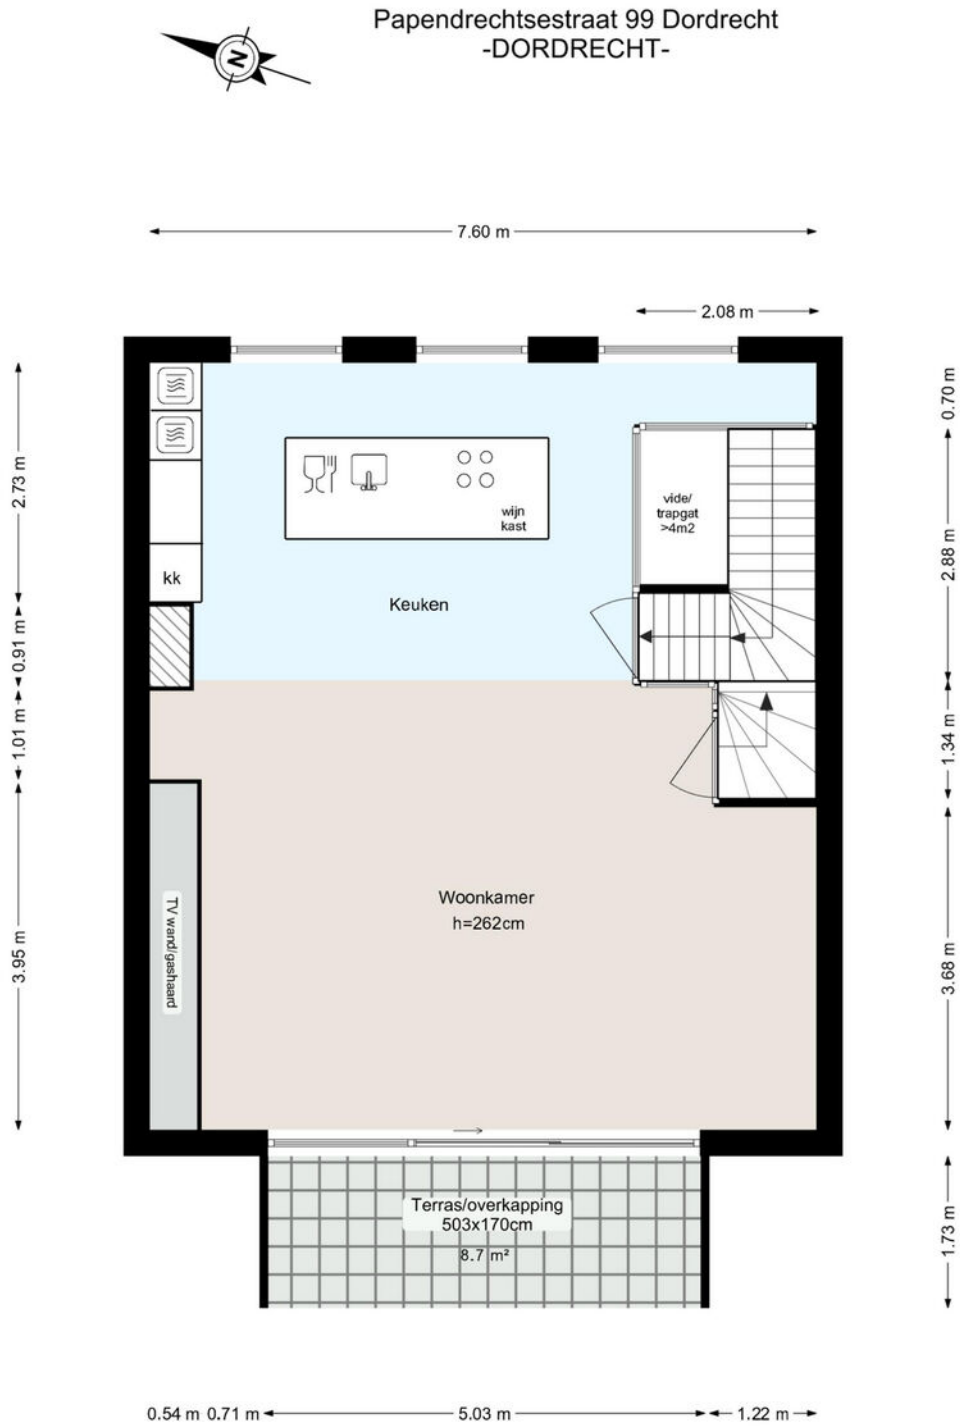 Papendrechtsestraat 99 Dordrecht
-DORDRECHT-
N
7.60 m
2.08 m
0.70 m
2.73 m
vide/
trapgat
>4m2
wijn
kast
2.88 m
kk
Keuken
0.91 m
1.01 m
1.34 m
Woonkamer
h=262cm
TV wand/gashaard
3.95 m
3.68 m
Terras/overkapping
503x170cm
8.7 m²
1.73 m
0.54 m 0.71 m 5.03 m 1.22 m